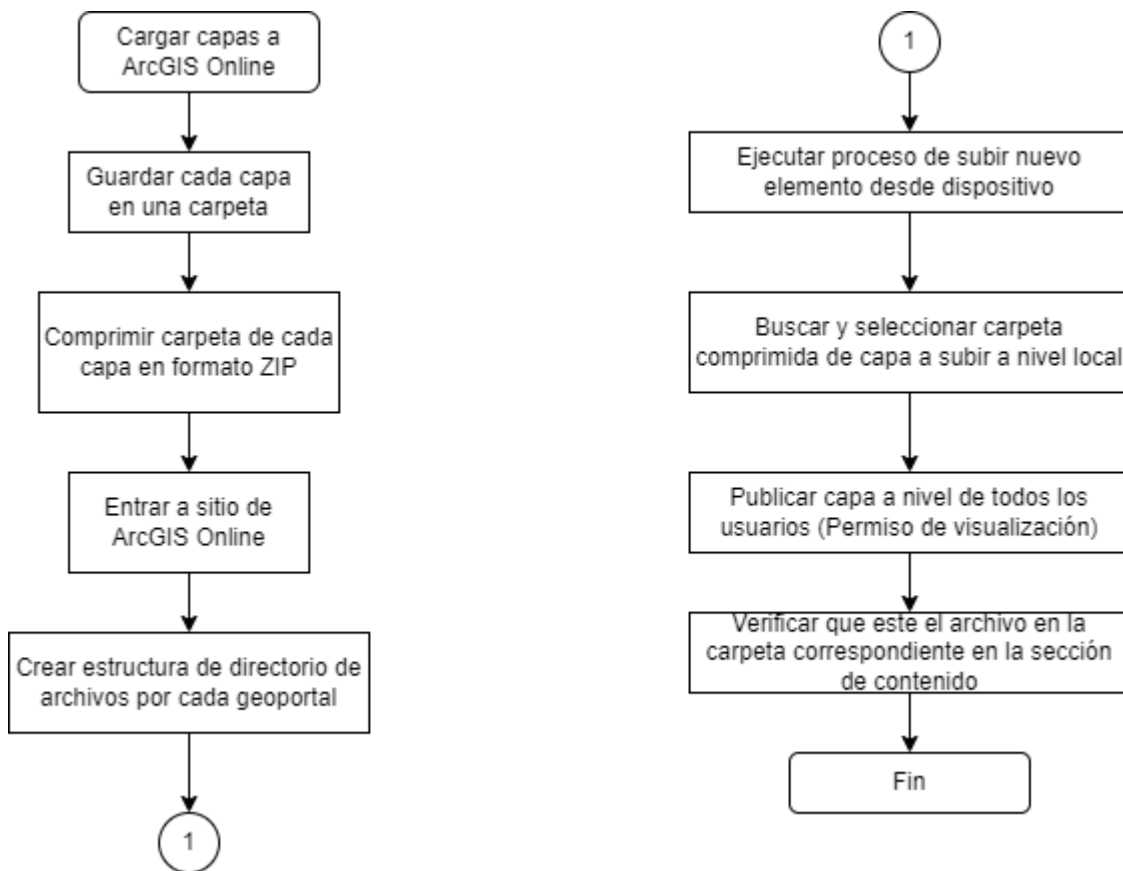 Cargar capas a
ArcGIS Online
Guardar cada capa
en una carpeta
Comprimir carpeta de cada
capa en formato ZIP
Entrar a sitio de
ArcGIS Online
Crear estructura de directorio de
archivos por cada geoportal
1
1
Ejecutar proceso de subir nuevo
elemento desde dispositivo
Buscar y seleccionar carpeta
comprimida de capa a subir a nivel local
Publicar capa a nivel de todos los
usuarios (Permiso de visualización)
Verificar que este el archivo en la
carpeta correspondiente en la sección
de contenido
Fin